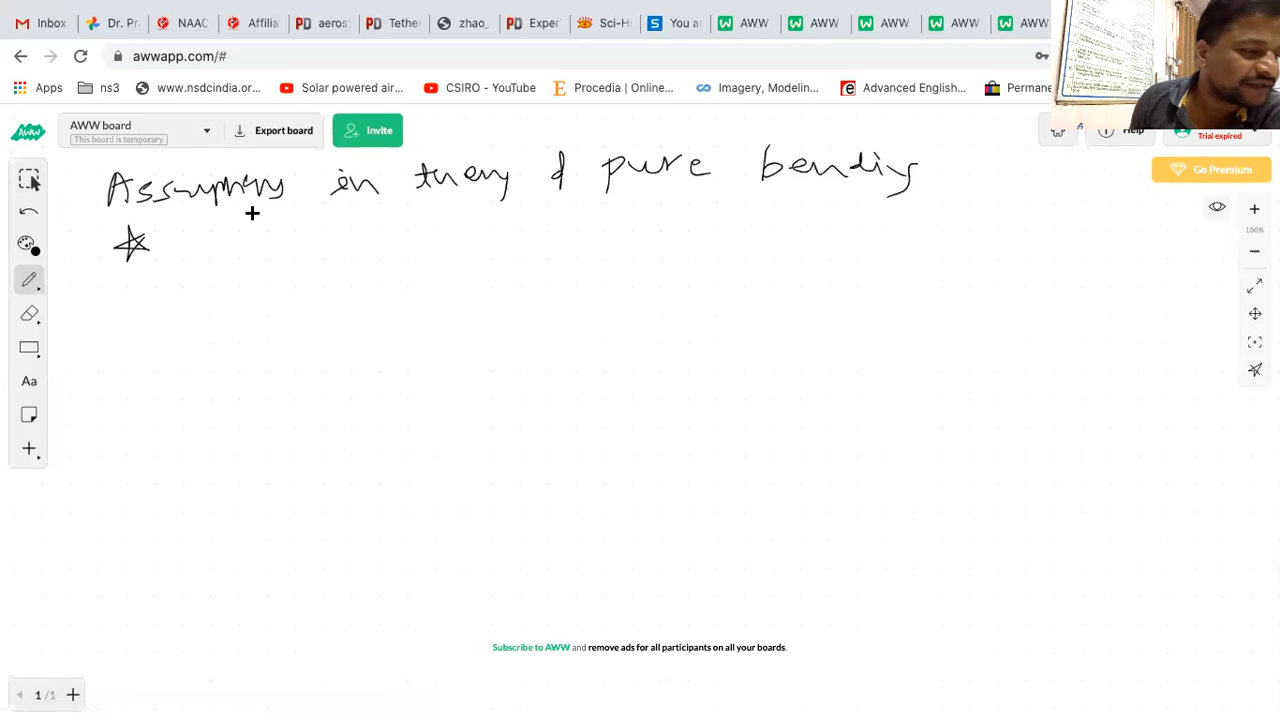 Inbox Dr. Pr NAAC Affilia aerost Tether zhao_ Exper Sci-H You ar AWW AWW AWW AWW AWW
awwapp.com/#
Apps ns3 www.nsdcindia.or... Solar powered r... CSIRO - YouTube Procedia | Online... Imagery, Modelin... Advanced English... Permane
AWW board
This board is temporary
Export board
Invite
Help
Trial expired
Go Premium
Assumptions in theory of pure bending
100%
Aa
Subscribe to AWW and remove ads for all participants on all your boards.
1 /1